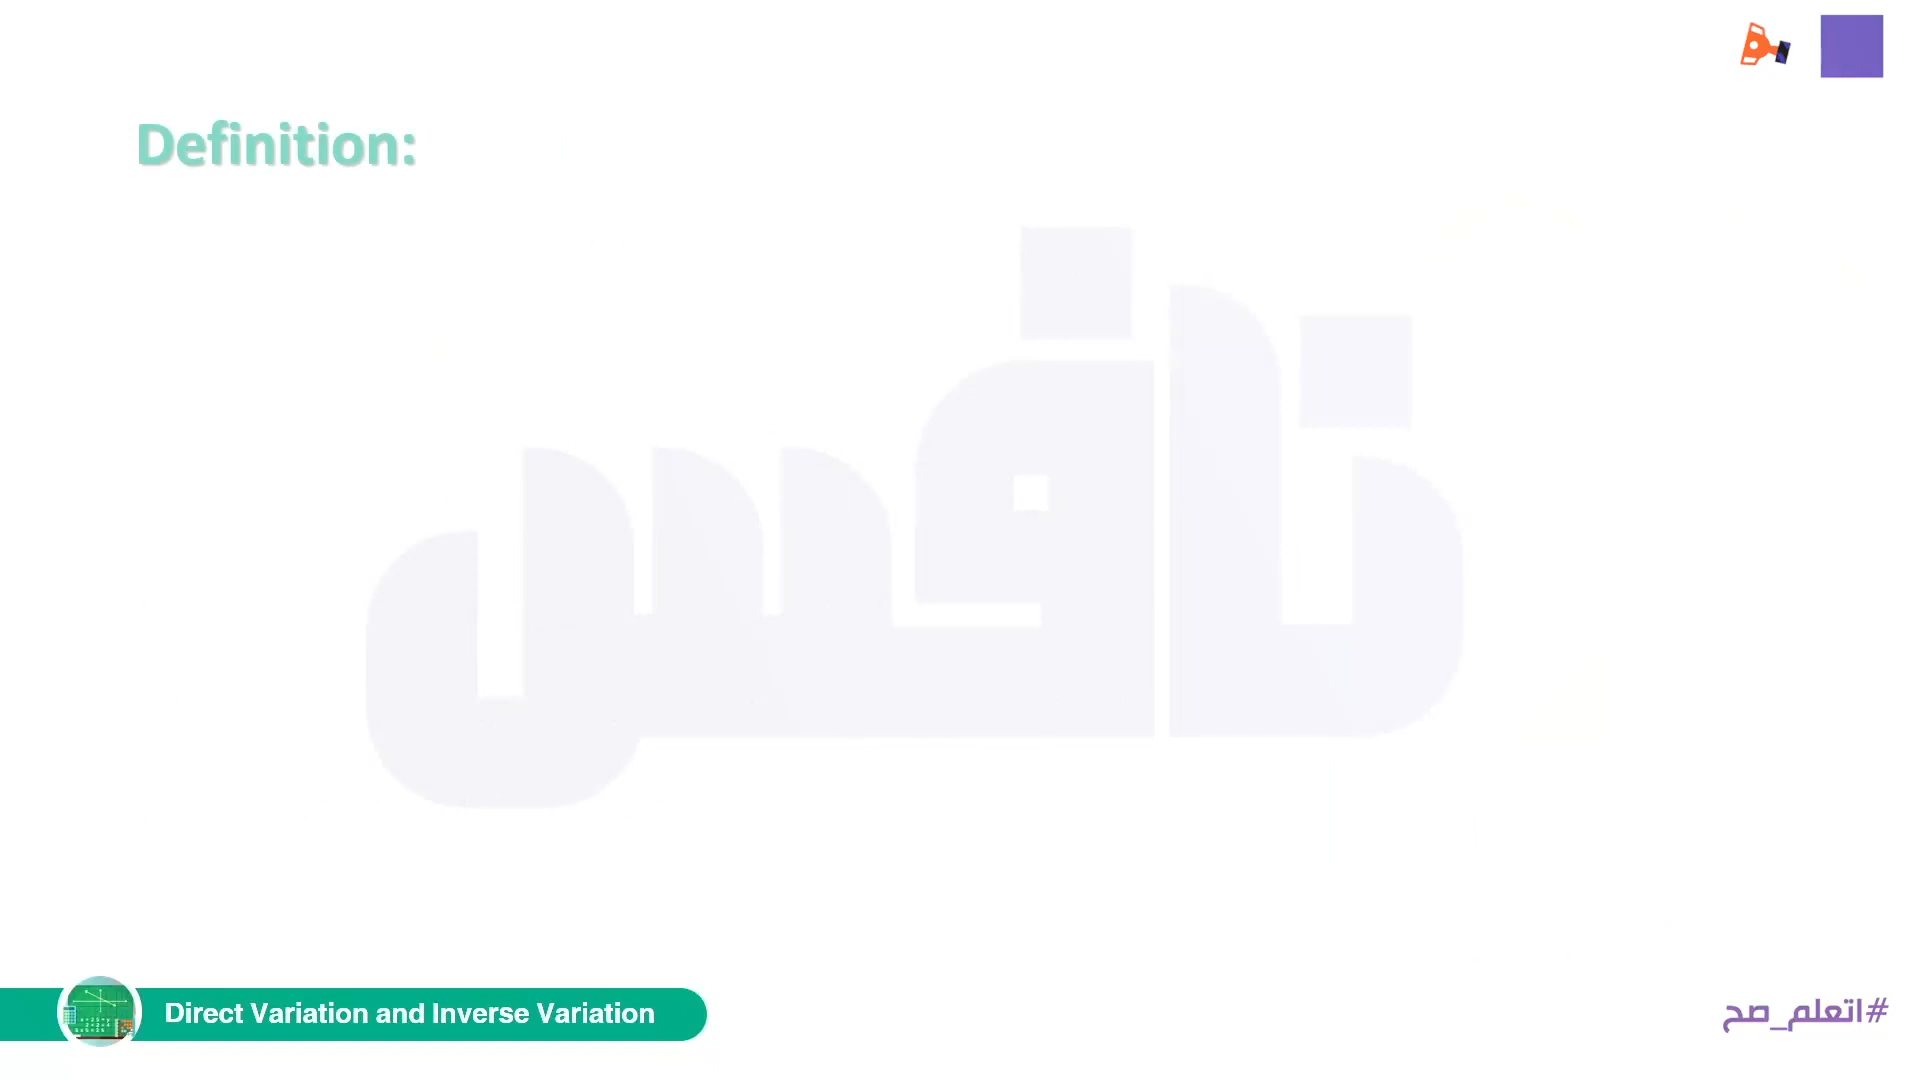 Definition:
نافس
Direct Variation and Inverse Variation
#اتعلم_صح